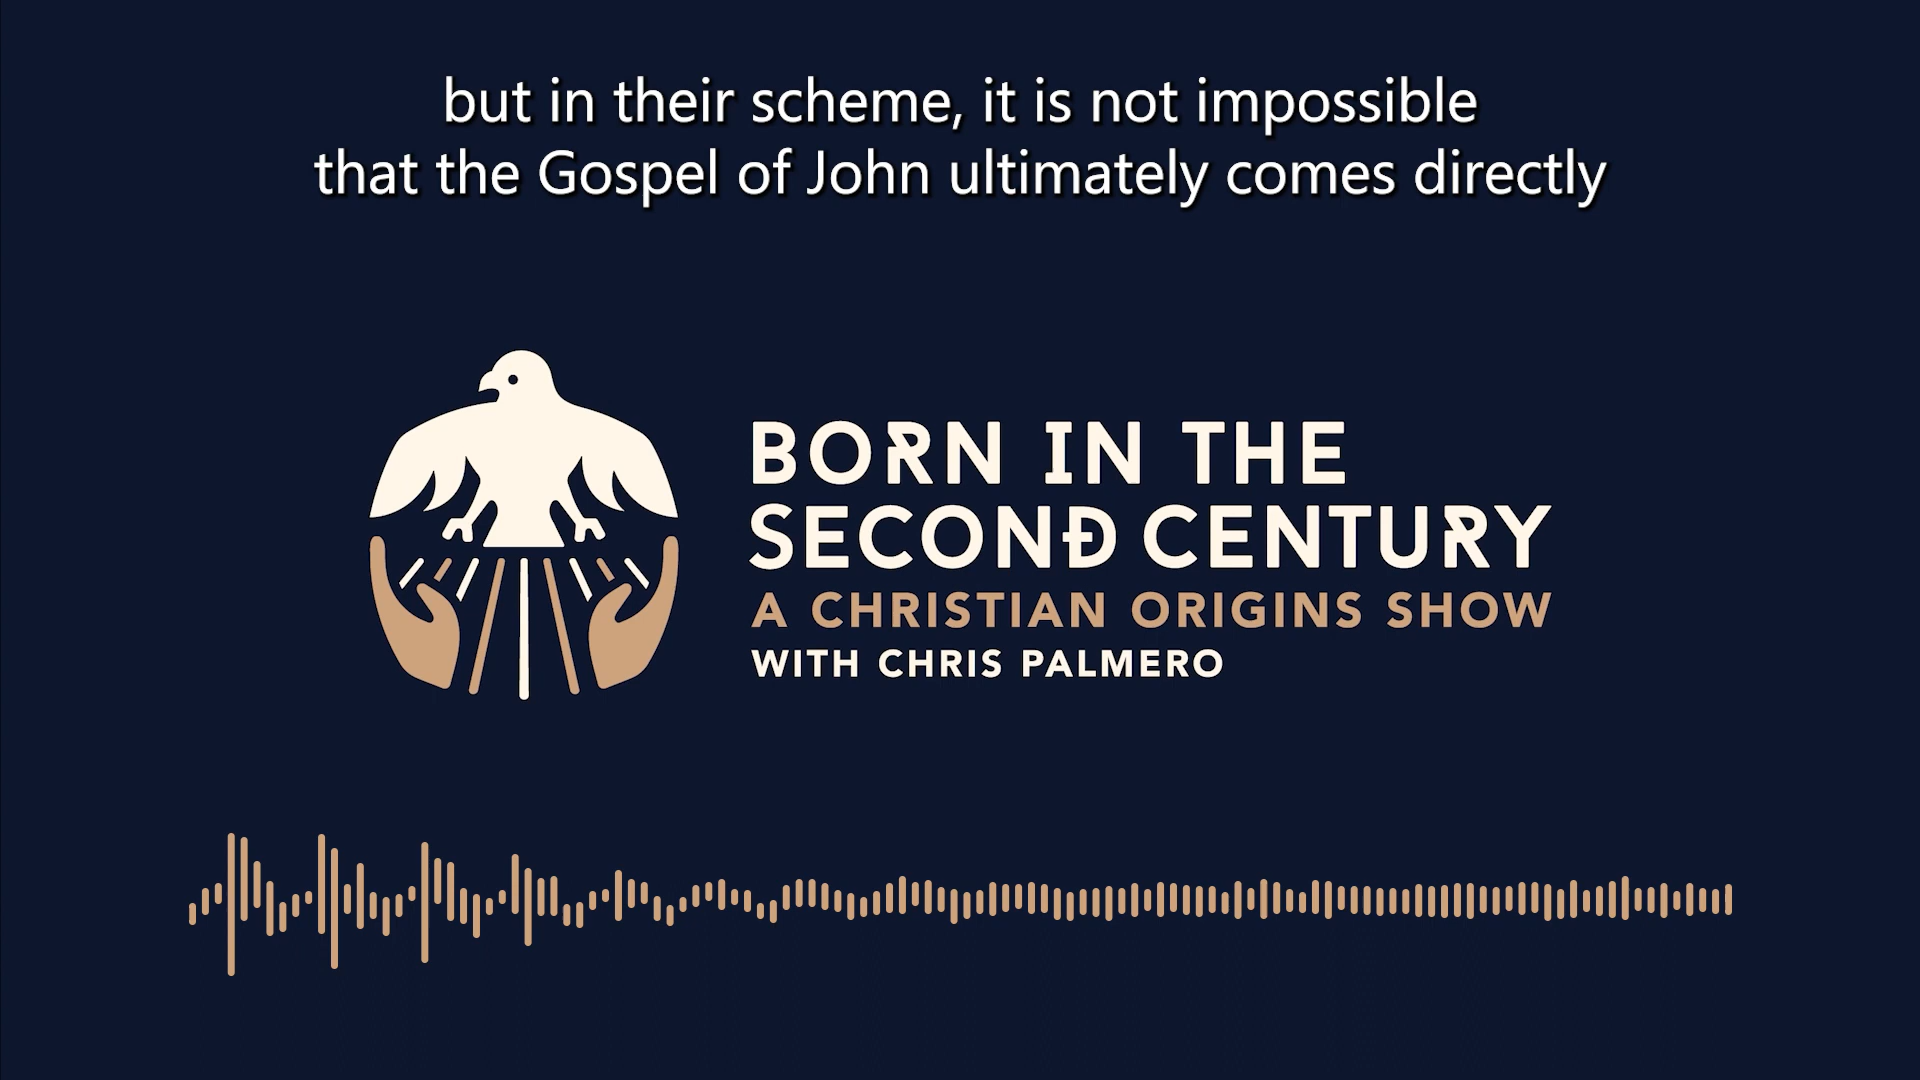 but in their scheme, it is not impossible
that the Gospel of John ultimately comes directly
BORN IN THE
SECOND CENTURY
A CHRISTIAN ORIGINS SHOW
WITH CHRIS PALMERO